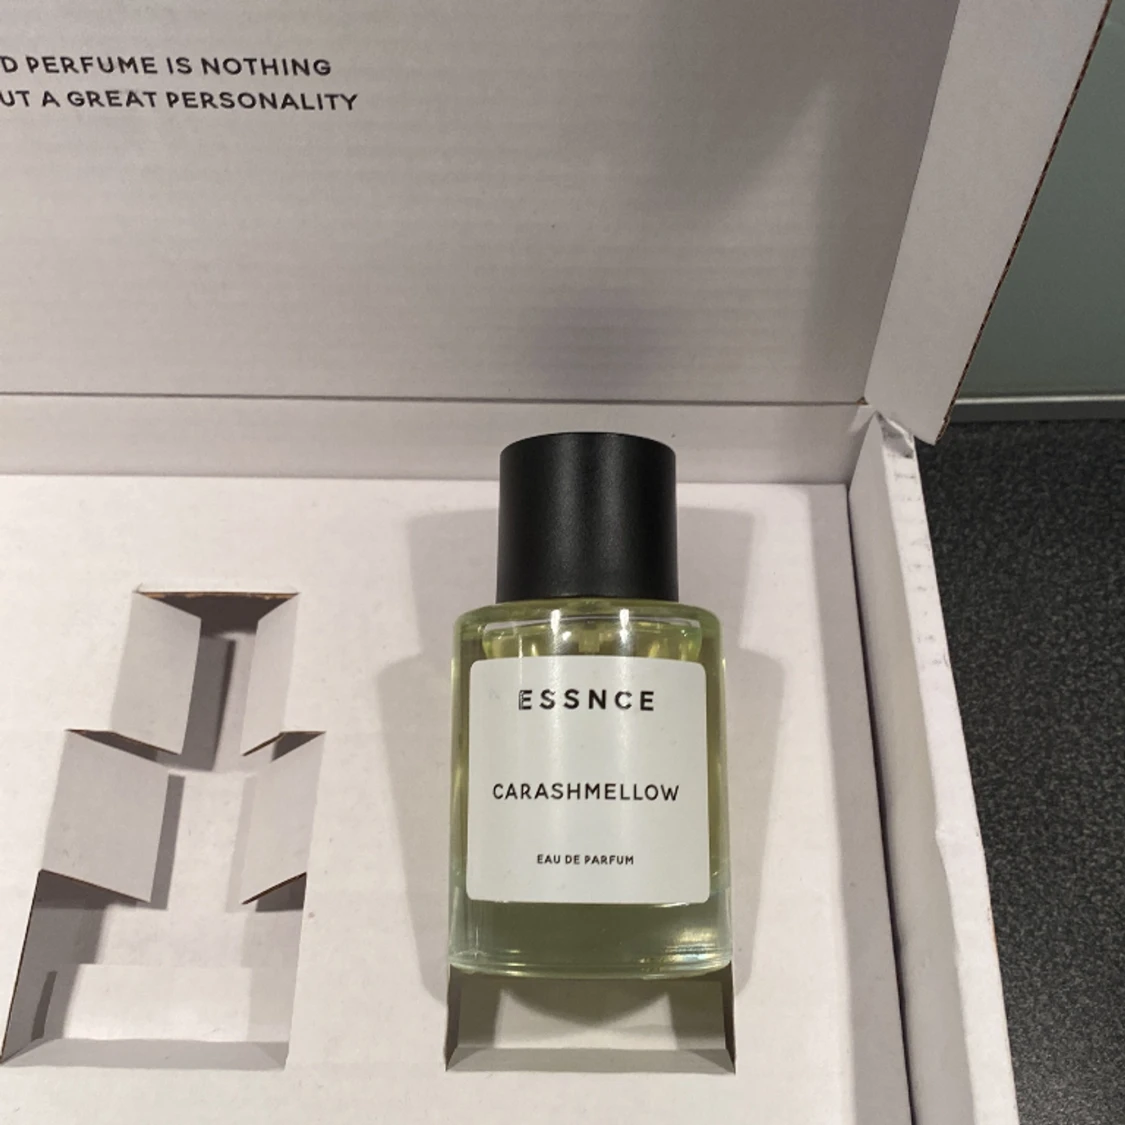 D PERFUME IS NOTHING
UT A GREAT PERSONALITY
ESSNCE
CARASHMELLOW
EAU DE PARFUM